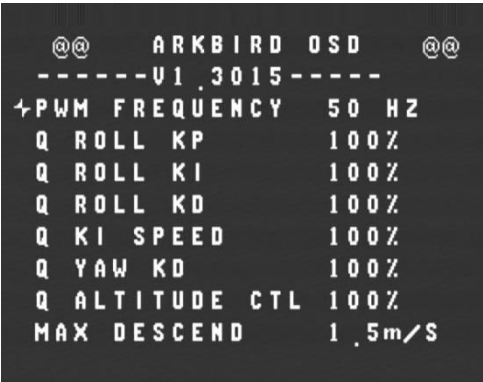 @@ ARKBIRD OSD @@
------V1.3015-----
PWM FREQUENCY 50 HZ
Q ROLL KP 100%
Q ROLL KI 100%
Q ROLL KD 100%
Q KI SPEED 100%
Q YAW KD 100%
Q ALTITUDE CTL 100%
MAX DESCEND 1.5m/S